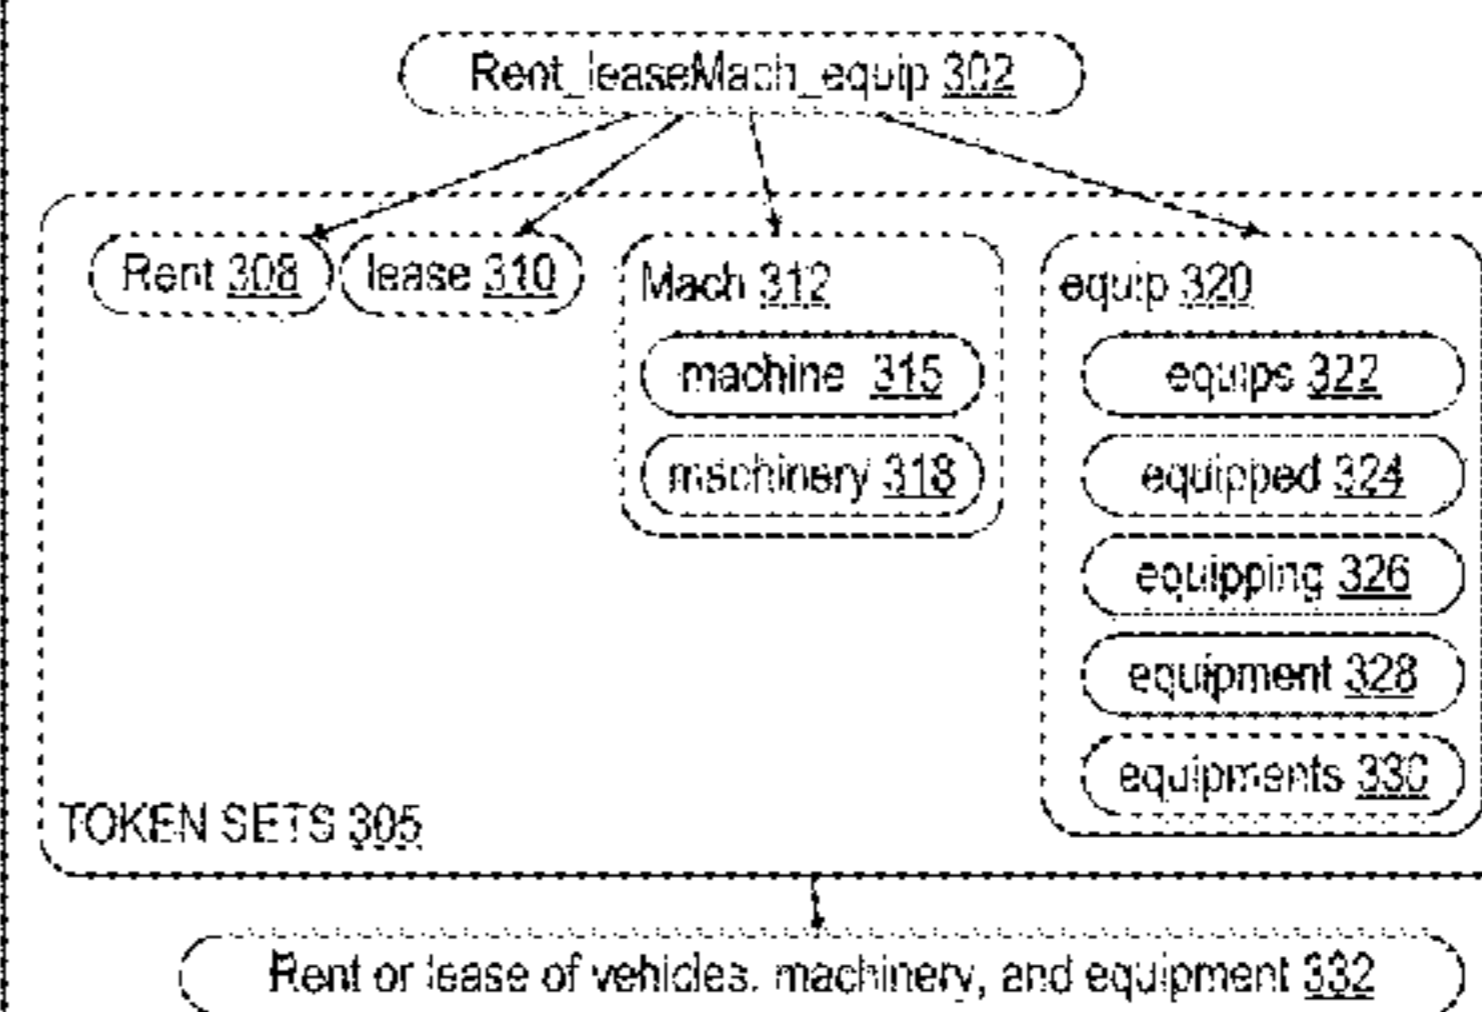 Rent_leaseMach_equip 302
Rent 308
lease 310
Mach 312
machine 315
machinery 318
equip 320
equips 322
equipped 324
equipping 326
equipment 328
equipments 330
TOKEN SETS 305
Rent or lease of vehicles, machinery, and equipment 332